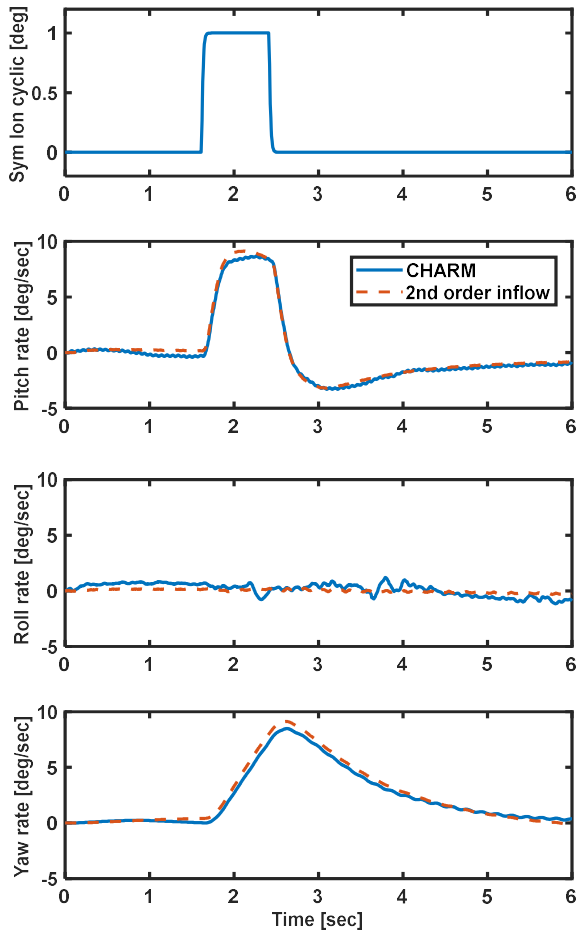 Sym lon cyclic [deg]
1
0.5
0
0 1 2 3 4 5 6
Pitch rate [deg/sec]
10
5
0
-5
CHARM
2nd order inflow
0 1 2 3 4 5 6
Roll rate [deg/sec]
10
5
0
-5
0 1 2 3 4 5 6
Yaw rate [deg/sec]
10
5
0
-5
0 1 2 3 4 5 6
Time [sec]